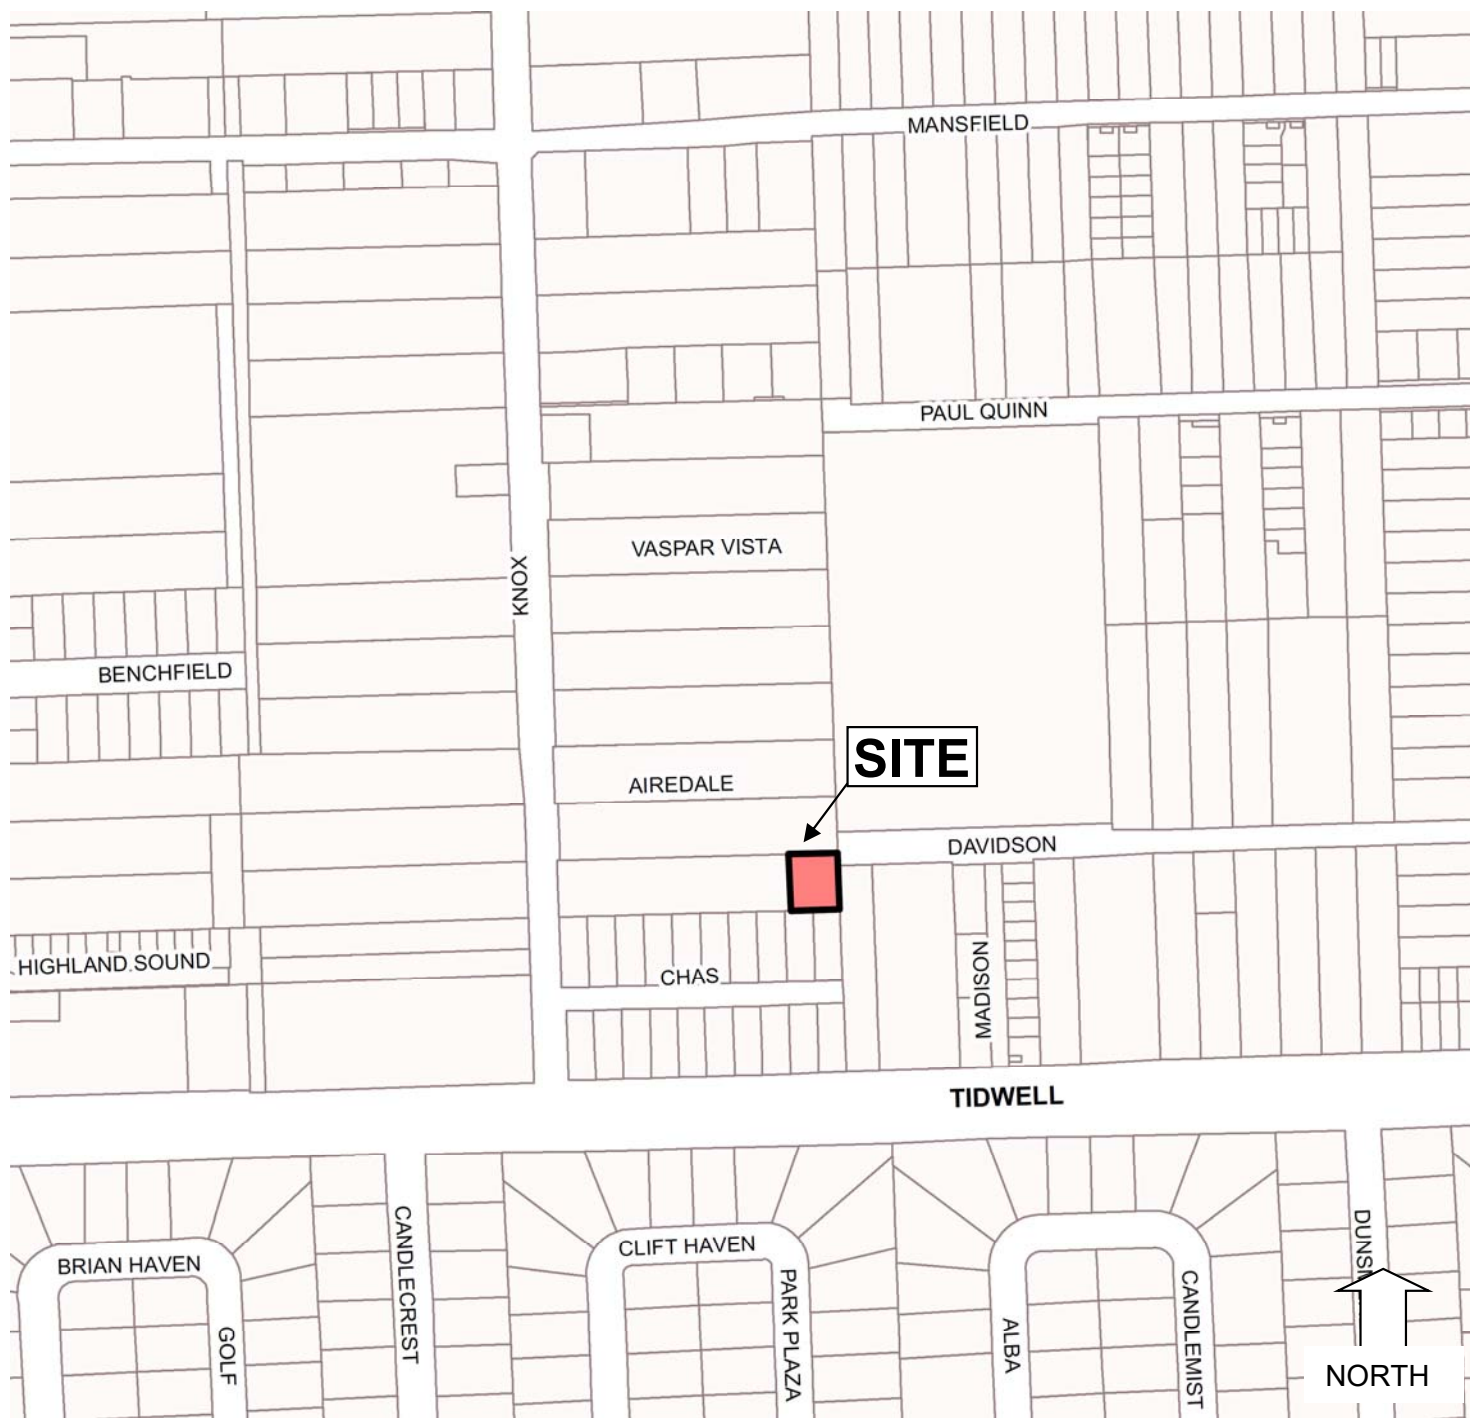 MANSFIELD
PAUL QUINN
VASPAR VISTA
KNOX
BENCHFIELD
SITE
AIREDALE
DAVIDSON
HIGHLAND SOUND
CHAS
MADISON
TIDWELL
BRIAN HAVEN
GOLF
CANDLECREST
CLIFT HAVEN
PARK PLAZA
ALBA
CANDLEMIST
NORTH